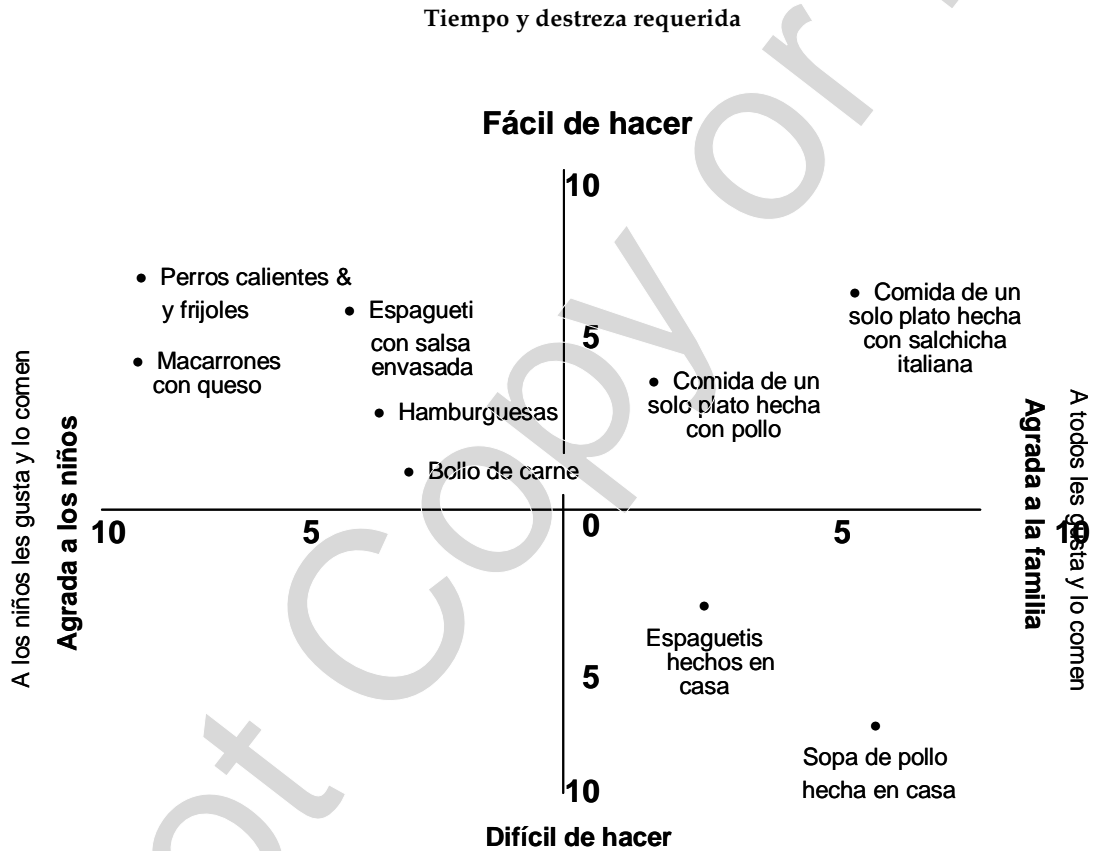 Tiempo y destreza requerida
Fácil de hacer
10
• Perros calientes &
y frijoles
• Espagueti
con salsa
envasada
• Macarrones
con queso
• Hamburguesas
• Bollo de carne
5
• Comida de un
solo plato hecha
con salchicha
italiana
• Comida de un
solo plato hecha
con pollo
A los niños les gusta y lo comen
Agrada a los niños
Agrada a la familia
A todos les gusta y lo comen
10
5
0
5
10
Espaguetis
hechos en
casa
5
Sopa de pollo
hecha en casa
10
Difícil de hacer
ot Copy or